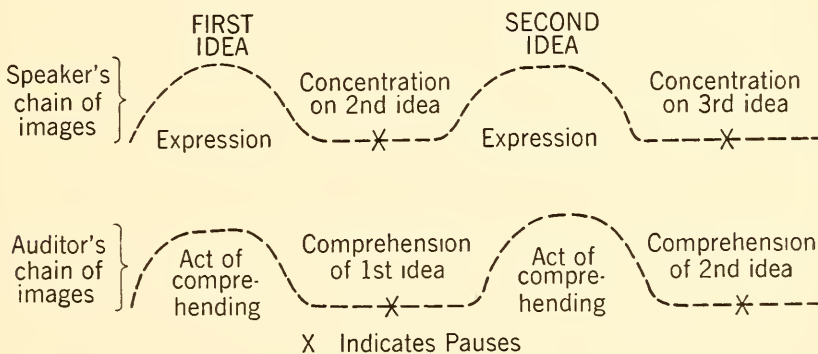 FIRST
IDEA
SECOND
IDEA
Speaker's
chain of
images
Concentration
on 2nd idea
Concentration
on 3rd idea
Expression
Expression
Auditor's
chain of
images
Act of
compre-
hending
Comprehension
of 1st idea
Act of
compre-
hending
Comprehension
of 2nd idea
X Indicates Pauses